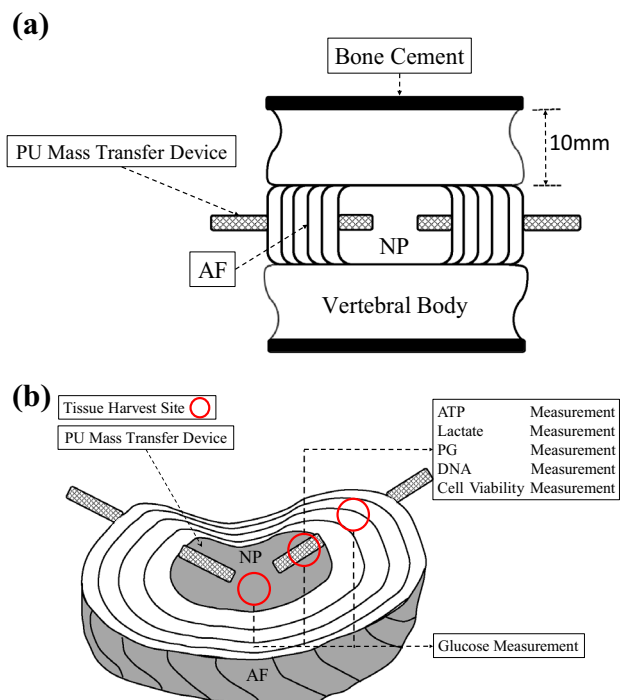 (a)
Bone Cement
PU Mass Transfer Device
10mm
AF
NP
Vertebral Body
(b)
Tissue Harvest Site
PU Mass Transfer Device
ATP Measurement
Lactate Measurement
PG Measurement
DNA Measurement
Cell Viability Measurement
NP
Glucose Measurement
AF